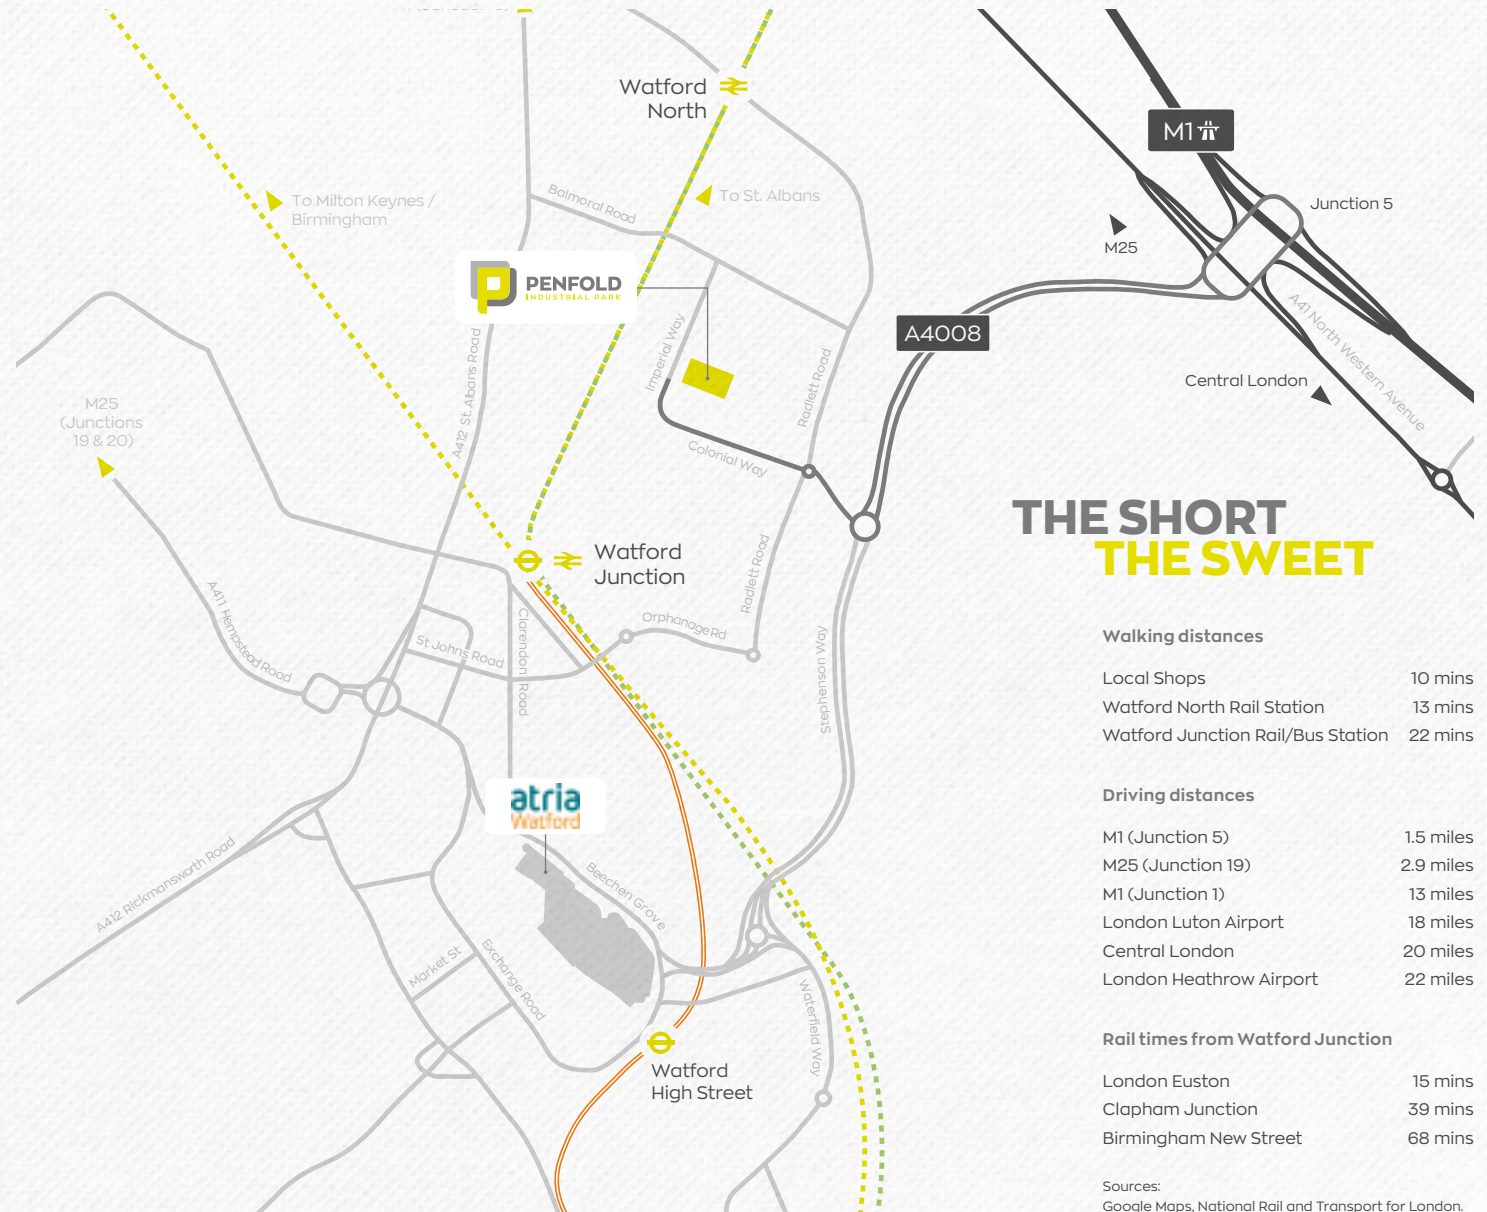 Watford
North
M1
To Milton Keynes /
Birmingham
Balmoral Road
To St. Albans
Junction 5
M25
PENFOLD
INDUSTRIAL PARK
A4008
A41 North Western Avenue
Central London
Imperial Way
A412 St. Albans Road
Radlett Road
M25
(Junctions
19 & 20)
Colonial Way
THE SHORT
THE SWEET
Watford
Junction
Radlett Road
A411 Hempstead Road
Clarendon Road
St Johns Road
Orphanage Rd
Stephenson Way
Walking distances
Local Shops 10 mins
Watford North Rail Station 13 mins
Watford Junction Rail/Bus Station 22 mins
Driving distances
M1 (Junction 5) 1.5 miles
M25 (Junction 19) 2.9 miles
M1 (Junction 1) 13 miles
London Luton Airport 18 miles
Central London 20 miles
London Heathrow Airport 22 miles
atria
Watford
A412 Rickmansworth Road
Beechen Grove
Market St
Exchange Road
Waterfield Way
Watford
High Street
Rail times from Watford Junction
London Euston 15 mins
Clapham Junction 39 mins
Birmingham New Street 68 mins
Sources:
Google Maps, National Rail and Transport for London.